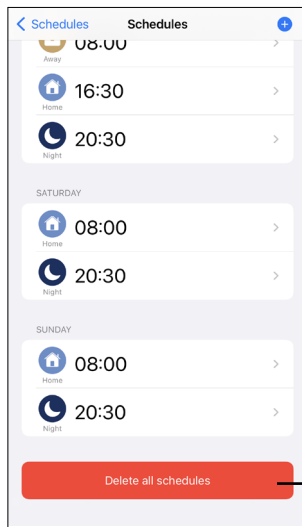 Schedules Schedules
08:00
Away
16:30
Home
20:30
Night
SATURDAY
08:00
Home
20:30
Night
SUNDAY
08:00
Home
20:30
Night
Delete all schedules